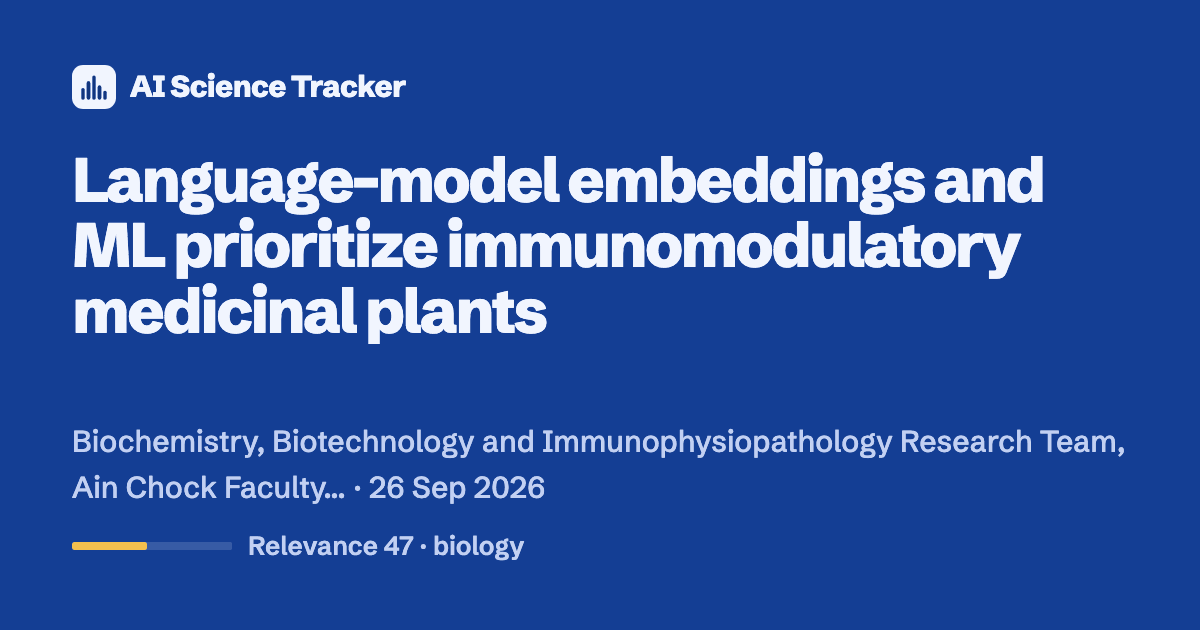 AI Science Tracker
Language-model embeddings and
ML prioritize immunomodulatory
medicinal plants
Biochemistry, Biotechnology and Immunophysiopathology Research Team,
Ain Chock Faculty... · 26 Sep 2026
Relevance 47 · biology